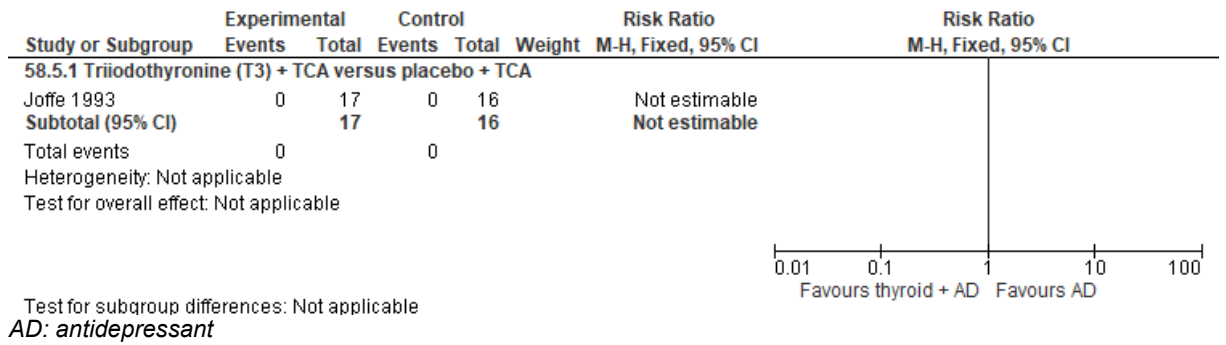 Experimental Control Risk Ratio Risk Ratio
Study or Subgroup Events Total Events Total Weight M-H, Fixed, 95% CI M-H, Fixed, 95% CI
58.5.1 Triiodothyronine (T3) + TCA versus placebo + TCA
Joffe 1993 0 17 0 16 Not estimable
Subtotal (95% CI) 17 16 Not estimable
Total events 0 0
Heterogeneity: Not applicable
Test for overall effect: Not applicable
0.01 0.1 1 10 100
Favours thyroid + AD Favours AD
Test for subgroup differences: Not applicable
AD: antidepressant